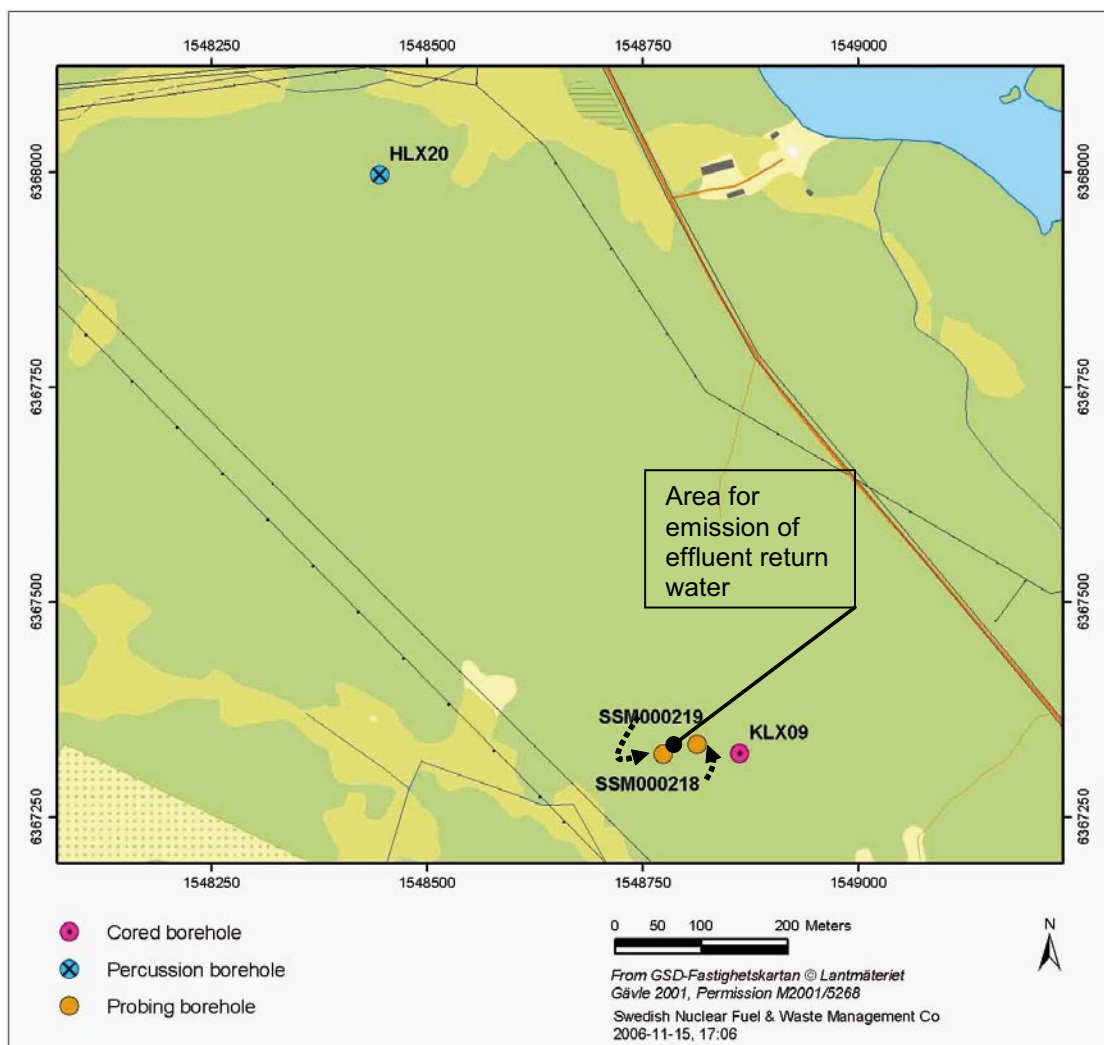 1548250 1548500 1548750 1549000
6368000 6368000
HLX20
6367750 6367750
Area for
emission of
effluent return
water
6367500 6367500
SSM000219
KLX09
SSM000218
6367250 6367250
1548250 1548500 1548750 1549000
Cored borehole
Percussion borehole
Probing borehole
0 50 100 200 Meters
N
From GSD-Fastighetskartan © Lantmäteriet
Gävle 2001, Permission M2001/5268
Swedish Nuclear Fuel & Waste Management Co
2006-11-15, 17:06